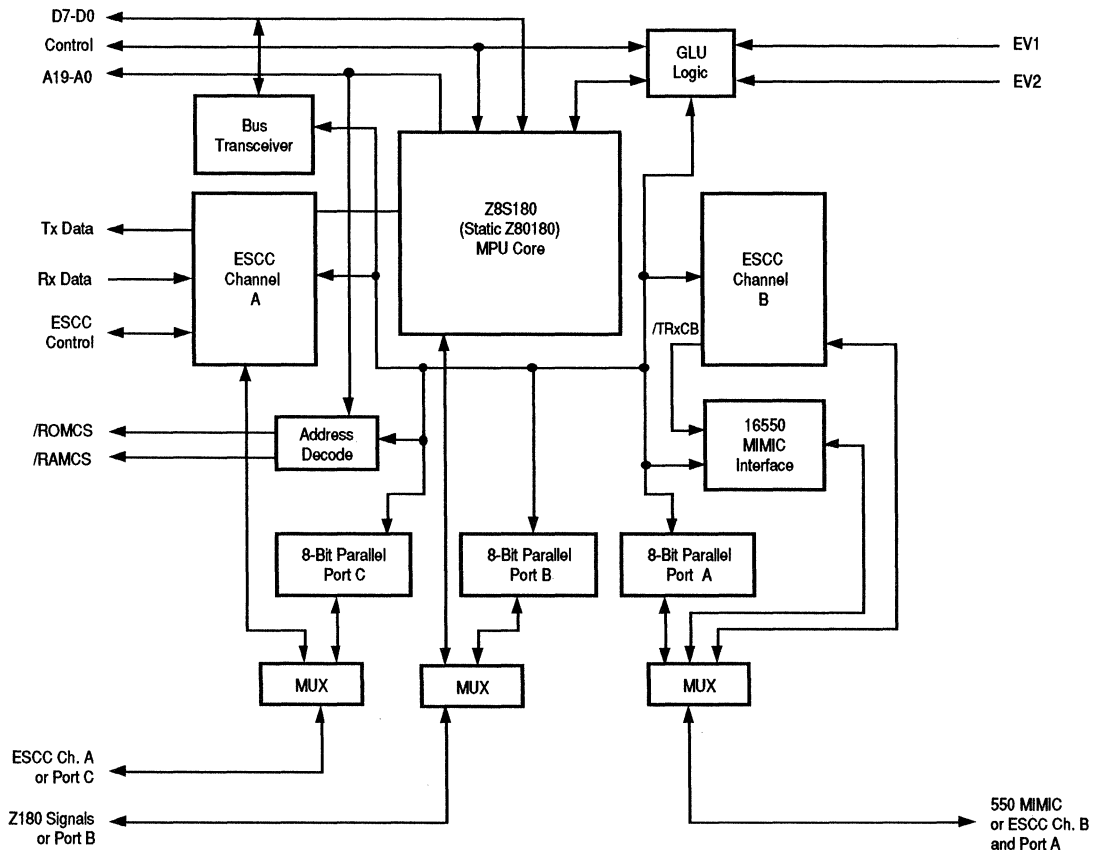 D7-D0
Control
A19-A0
GLU
Logic
EV1
EV2
Bus
Transceiver
Z8S180
(Static Z80180)
MPU Core
Tx Data
Rx Data
ESCC
Control
ESCC
Channel
A
ESCC
Channel
B
/TRxCB
/ROMCS
/RAMCS
Address
Decode
16550
MIMIC
Interface
8-Bit Parallel
Port C
8-Bit Parallel
Port B
8-Bit Parallel
Port A
MUX
MUX
MUX
ESCC Ch. A
or Port C
Z180 Signals
or Port B
550 MIMIC
or ESCC Ch. B
and Port A